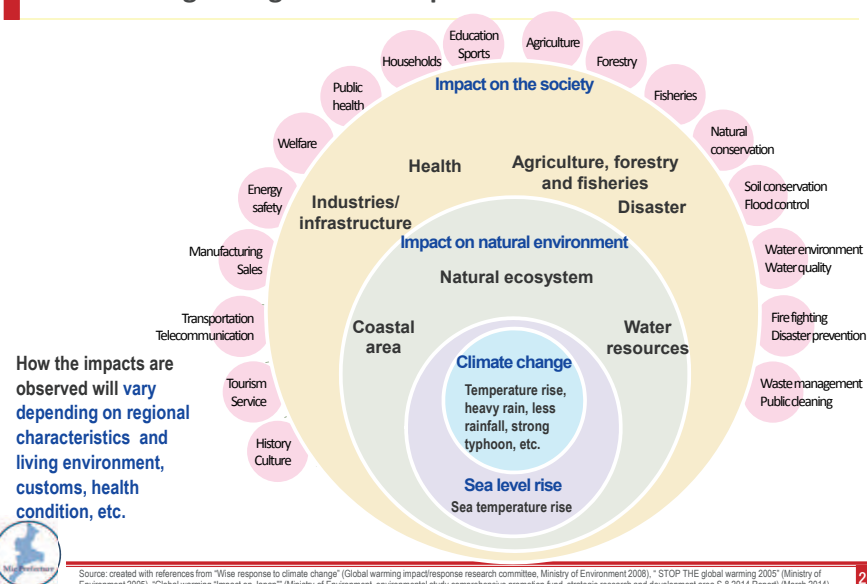 Education
Sports
Agriculture
Households
Forestry
Impact on the society
Public
health
Fisheries
Natural
conservation
Welfare
Health
Agriculture, forestry
and fisheries
Energy
safety
Soil conservation
Flood control
Industries/
infrastructure
Disaster
Impact on natural environment
Manufacturing
Sales
Water environment
Water quality
Natural ecosystem
Transportation
Telecommunication
Coastal
area
Water
resources
Fire fighting
Disaster prevention
How the impacts are
observed will vary
depending on regional
characteristics and
living environment,
customs, health
condition, etc.
Climate change
Temperature rise,
heavy rain, less
rainfall, strong
typhoon, etc.
Tourism
Service
Waste management
Public cleaning
History
Culture
Sea level rise
Sea temperature rise
Mie Prefecture
Source: created with references from "Wise response to climate change" (Global warming impact/response research committee, Ministry of Environment 2008), " STOP THE global warming 2005" (Ministry of
2